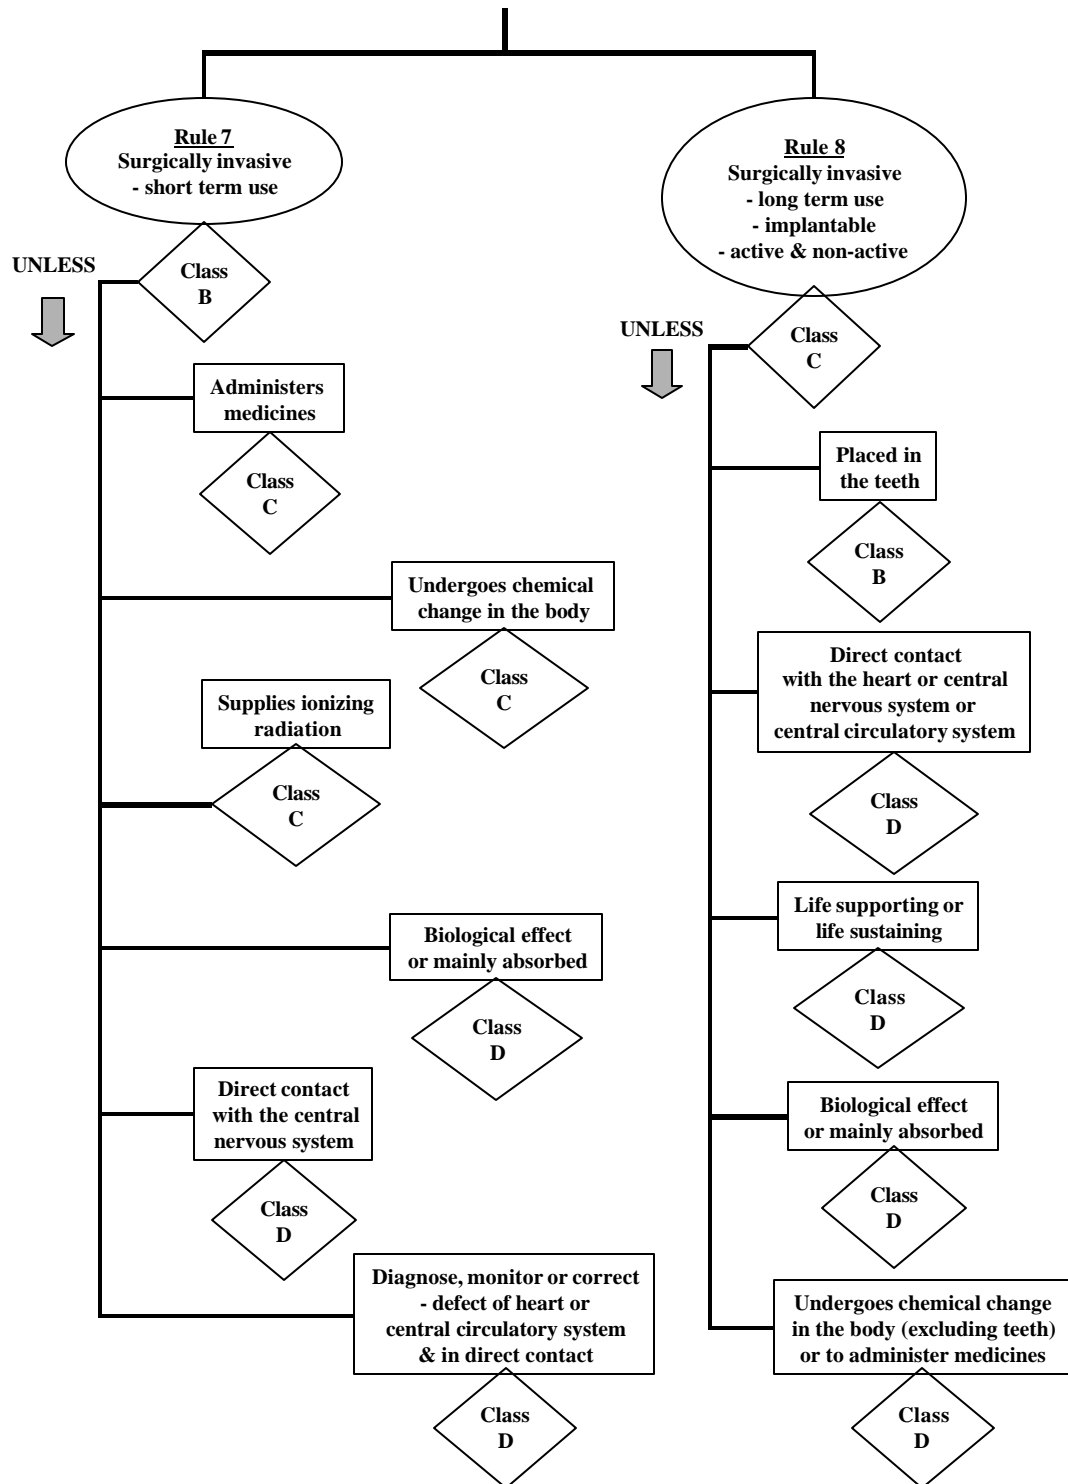 Rule 7
Surgically invasive
- short term use
UNLESS
Class
B
Administers
medicines
Class
C
Undergoes chemical
change in the body
Class
C
Supplies ionizing
radiation
Class
C
Biological effect
or mainly absorbed
Class
D
Direct contact
with the central
nervous system
Class
D
Diagnose, monitor or correct
- defect of heart or
central circulatory system
& in direct contact
Class
D
Rule 8
Surgically invasive
- long term use
- implantable
- active & non-active
UNLESS
Class
C
Placed in
the teeth
Class
B
Direct contact
with the heart or central
nervous system or
central circulatory system
Class
D
Life supporting or
life sustaining
Class
D
Biological effect
or mainly absorbed
Class
D
Undergoes chemical change
in the body (excluding teeth)
or to administer medicines
Class
D